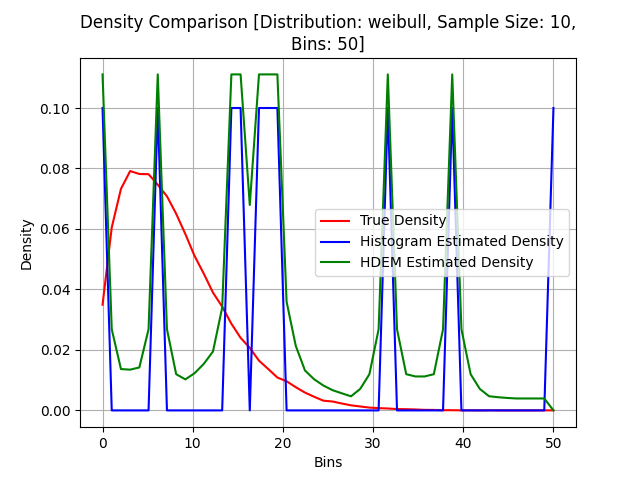 Density Comparison [Distribution: weibull, Sample Size: 10,
Bins: 50]
Density
0.10
0.08
0.06
0.04
0.02
0.00
True Density
Histogram Estimated Density
HDEM Estimated Density
0 10 20 30 40 50
Bins